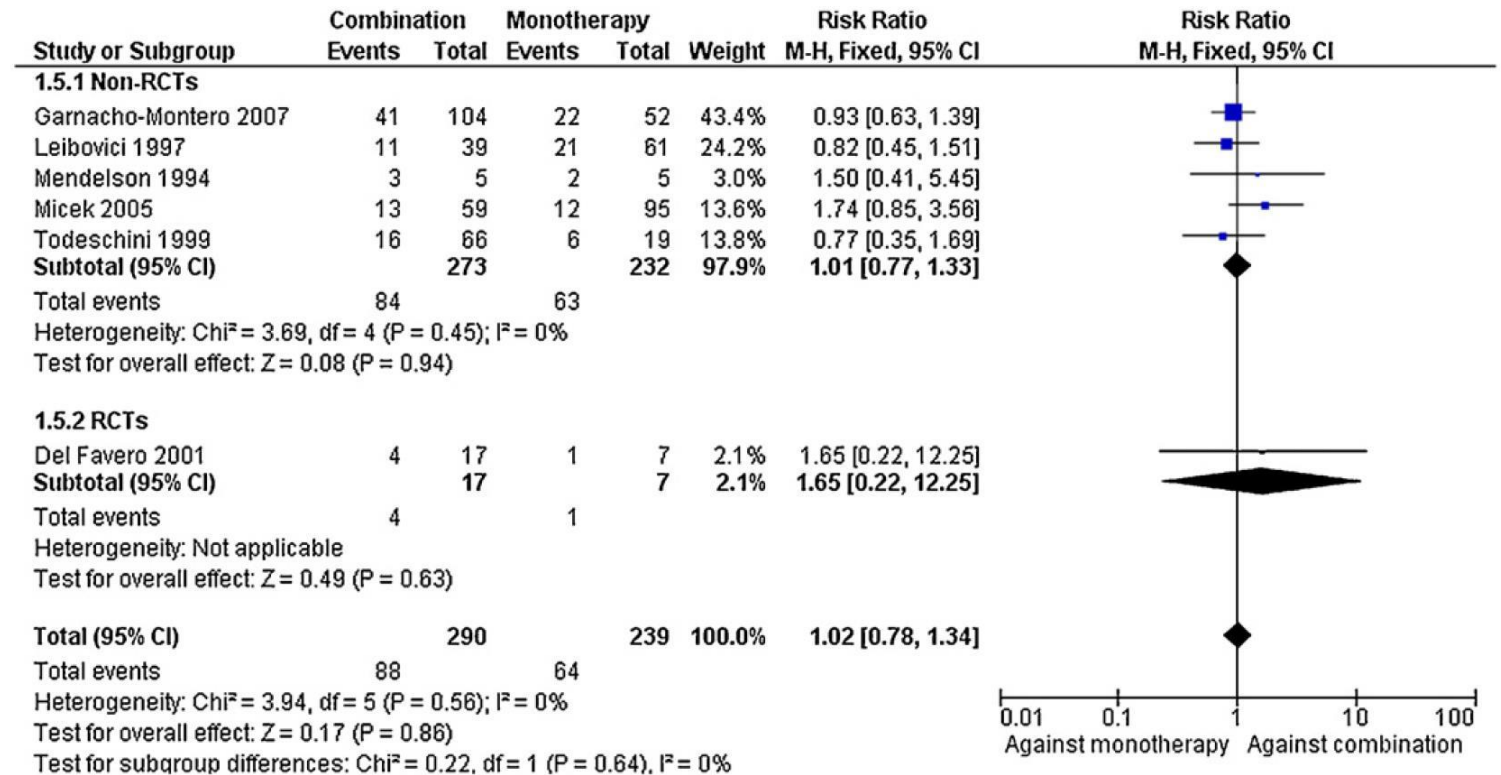 Combination Monotherapy Risk Ratio Risk Ratio
Study or Subgroup Events Total Events Total Weight M-H, Fixed, 95% CI M-H, Fixed, 95% CI
1.5.1 Non-RCTs
Garnacho-Montero 2007 41 104 22 52 43.4% 0.93 [0.63, 1.39]
Leibovici 1997 11 39 21 61 24.2% 0.82 [0.45, 1.51]
Mendelson 1994 3 5 2 5 3.0% 1.50 [0.41, 5.45]
Micek 2005 13 59 12 95 13.6% 1.74 [0.85, 3.56]
Todeschini 1999 16 66 6 19 13.8% 0.77 [0.35, 1.69]
Subtotal (95% CI) 273 232 97.9% 1.01 [0.77, 1.33]
Total events 84 63
Heterogeneity: Chi² = 3.69, df = 4 (P = 0.45); I² = 0%
Test for overall effect: Z = 0.08 (P = 0.94)
1.5.2 RCTs
Del Favero 2001 4 17 1 7 2.1% 1.65 [0.22, 12.25]
Subtotal (95% CI) 17 7 2.1% 1.65 [0.22, 12.25]
Total events 4 1
Heterogeneity: Not applicable
Test for overall effect: Z = 0.49 (P = 0.63)
Total (95% CI) 290 239 100.0% 1.02 [0.78, 1.34]
Total events 88 64
Heterogeneity: Chi² = 3.94, df = 5 (P = 0.56); I² = 0%
Test for overall effect: Z = 0.17 (P = 0.86)
Test for subgroup differences: Chi² = 0.22, df = 1 (P = 0.64), I² = 0%
0.01 0.1 1 10 100
Against monotherapy Against combination